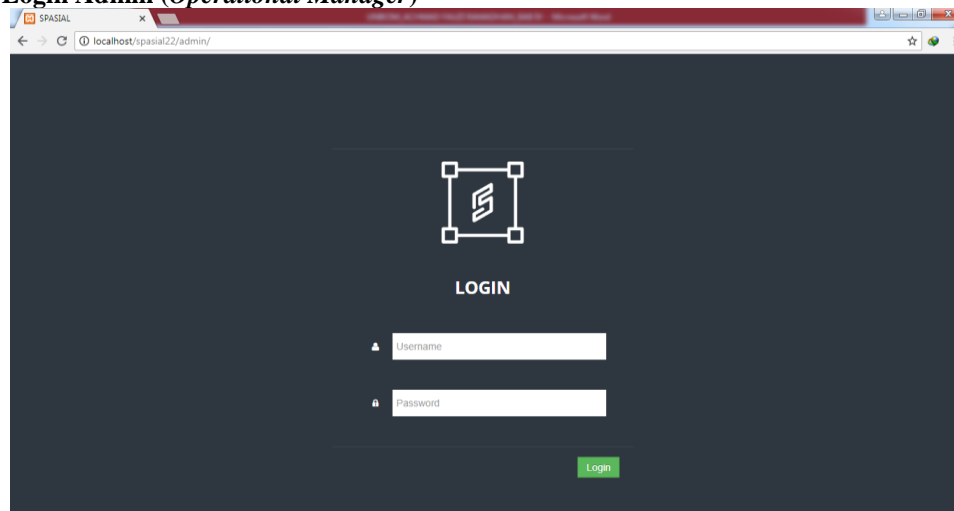 Login Admin (Operational Manager)
SPASIAL
localhost/spasial22/admin/
LOGIN
Username
Password
Login